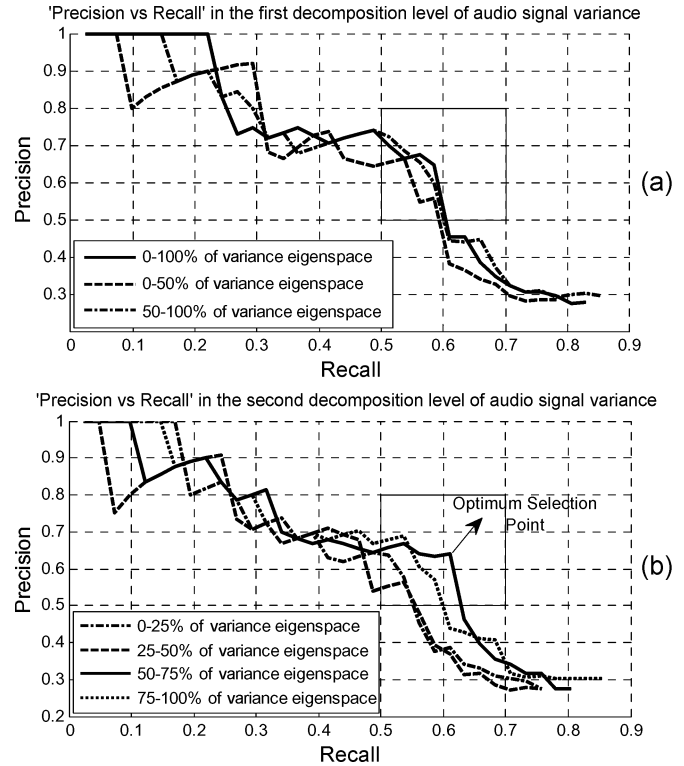 'Precision vs Recall' in the first decomposition level of audio signal variance
1
0.9
0.8
0.7
0.6
0.5
0.4
0.3
Precision
(a)
0-100% of variance eigenspace
0-50% of variance eigenspace
50-100% of variance eigenspace
0 0.1 0.2 0.3 0.4 0.5 0.6 0.7 0.8 0.9
Recall
'Precision vs Recall' in the second decomposition level of audio signal variance
1
0.9
0.8
0.7
0.6
0.5
0.4
0.3
0.2
Precision
Optimum Selection
Point
(b)
0-25% of variance eigenspace
25-50% of variance eigenspace
50-75% of variance eigenspace
75-100% of variance eigenspace
0 0.1 0.2 0.3 0.4 0.5 0.6 0.7 0.8 0.9
Recall